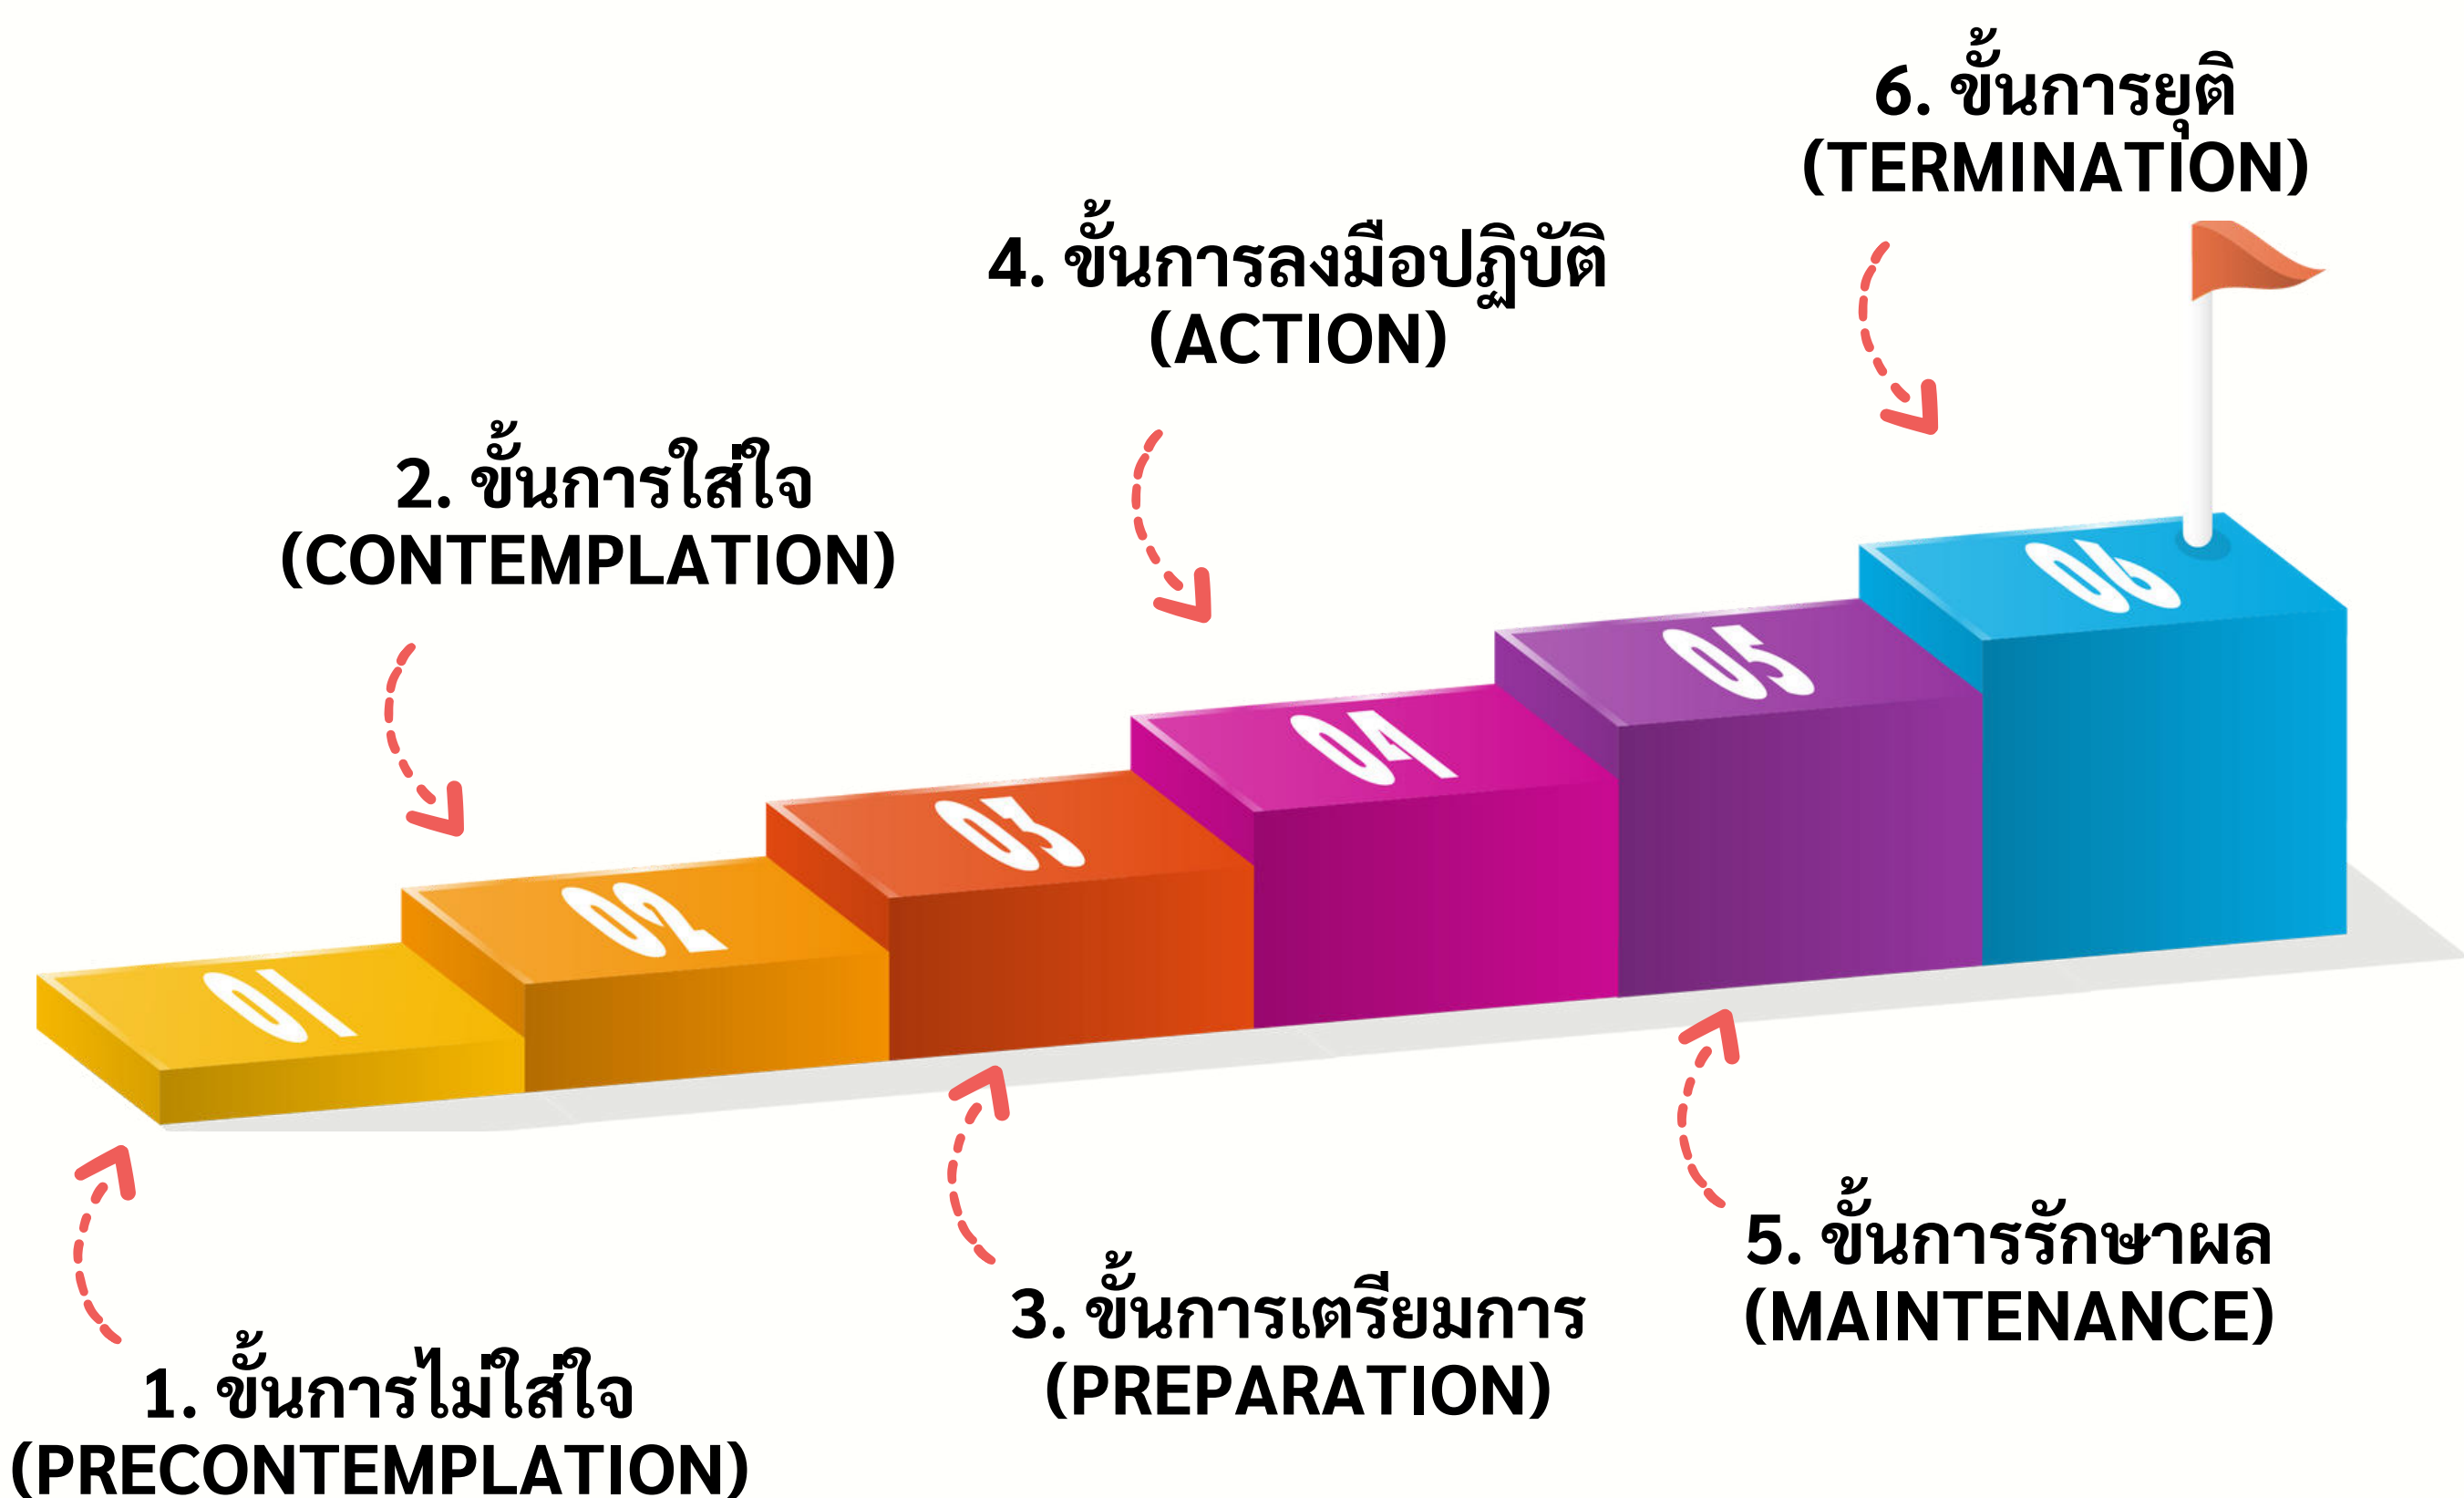 6. ขั้นการยุติ
(TERMINATION)
4. ขั้นการลงมือปฏิบัติ
(ACTION)
2. ขั้นการใส่ใจ
(CONTEMPLATION)
06
05
04
03
02
01
5. ขั้นการรักษาผล
(MAINTENANCE)
3. ขั้นการเตรียมการ
(PREPARATION)
1. ขั้นการไม่ใส่ใจ
(PRECONTEMPLATION)